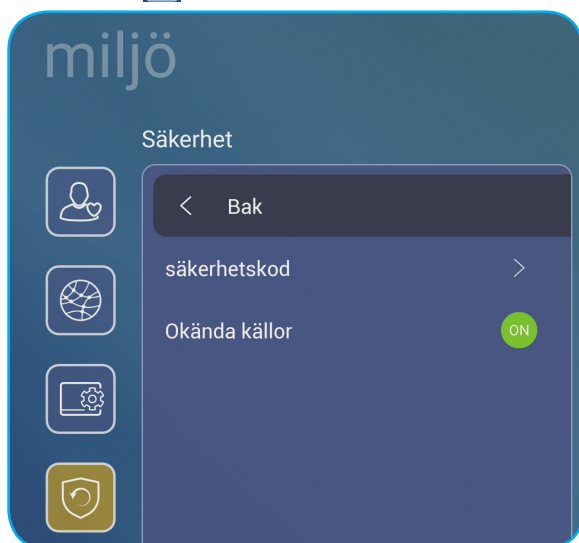 miljö
Säkerhet
Bak
säkerhetskod
Okända källor
ON